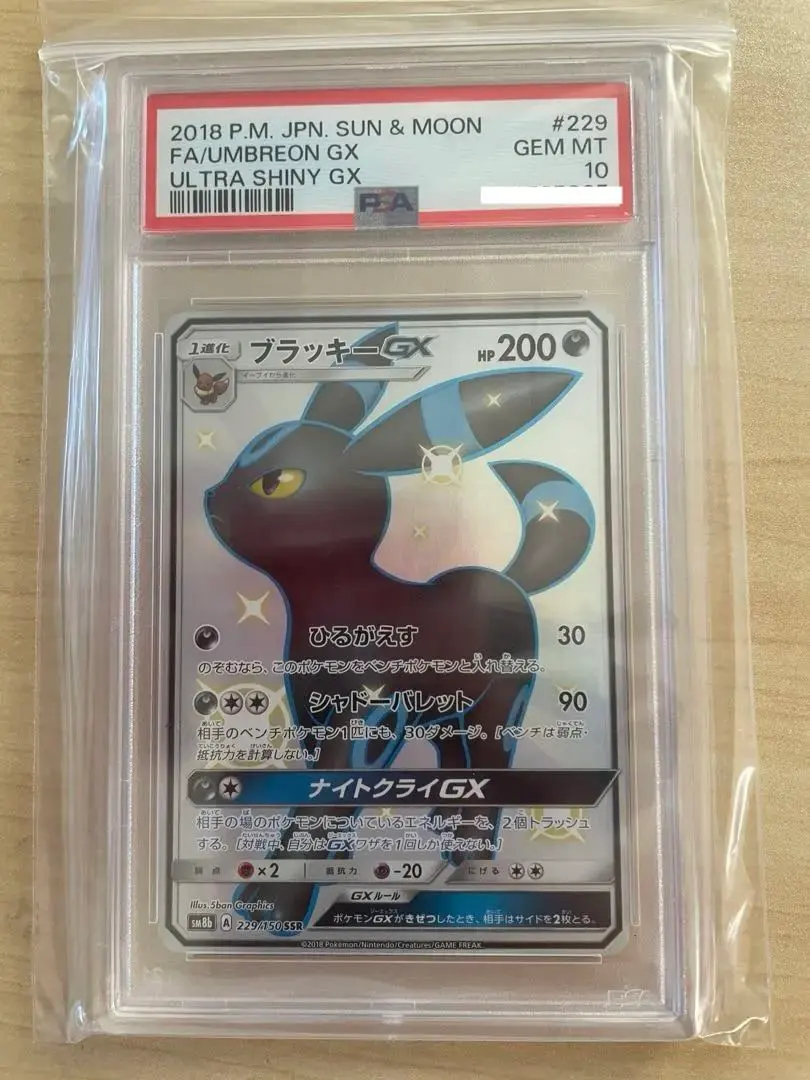 2018 P.M. JPN. SUN & MOON #229
FA/UMBREON GX GEM MT
ULTRA SHINY GX 10
PSA
1進化 ブラッキーGX HP200
イーブイから進化
ひるがえす 30
のぞむなら、このポケモンをベンチポケモンと入れ替える。
シャドーバレット 90
相手のベンチポケモン1匹にも、30ダメージ。[ベンチは弱点・
抵抗力を計算しない。]
ナイトクライGX
相手の場のポケモンについているエネルギーを、2個トラッシュ
する。[対戦中、自分はGXワザを1回しか使えない。]
弱点 ×2 抵抗力 -20 にげる
Illus.5ban Graphics
GXルール
SM8b A 229/150 SSR
ポケモンGXがきぜつしたとき、相手はサイドを2枚とる。
©2018 Pokémon/Nintendo/Creatures/GAME FREAK.